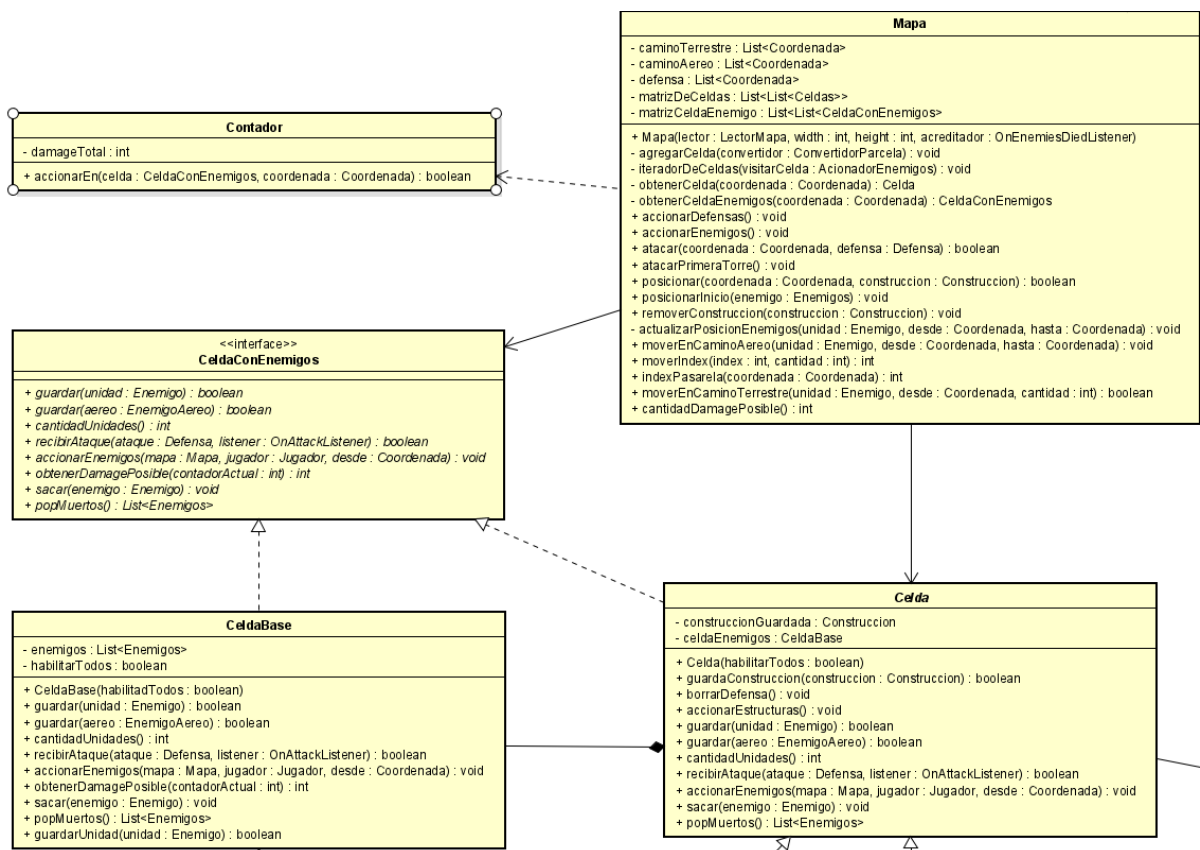 Mapa
- caminoTerrestre : List<Coordenada>
- caminoAereo : List<Coordenada>
- defensa : List<Coordenada>
- matrizDeCeldas : List<List<Celdas>>
- matrizCeldaEnemigo : List<List<CeldaConEnemigos>
+ Mapa(lector : LectorMapa, width : int, height : int, acreditador : OnEnemiesDiedListener)
- agregarCelda(convertidor : ConvertidorParcela) : void
- iteradorDeCeldas(visitarCelda : AcionadorEnemigos) : void
- obtenerCelda(coordenada : Coordenada) : Celda
- obtenerCeldaEnemigos(coordenada : Coordenada) : CeldaConEnemigos
+ accionarDefensas() : void
+ accionarEnemigos() : void
+ atacar(coordenada : Coordenada, defensa : Defensa) : boolean
+ atacarPrimeraTorre() : void
+ posicionar(coordenada : Coordenada, construccion : Construccion) : boolean
+ posicionarInicio(enemigo : Enemigos) : void
+ removerConstruccion(construccion : Construccion) : void
- actualizarPosicionEnemigos(unidad : Enemigo, desde : Coordenada, hasta : Coordenada) : void
+ moverEnCaminoAereo(unidad : Enemigo, desde : Coordenada, hasta : Coordenada) : void
+ moverIndex(index : int, cantidad : int) : int
+ indexPasarela(coordenada : Coordenada) : int
+ moverEnCaminoTerrestre(unidad : Enemigo, desde : Coordenada, cantidad : int) : boolean
+ cantidadDamagePosible() : int
Contador
- damageTotal : int
+ accionarEn(celda : CeldaConEnemigos, coordenada : Coordenada) : boolean
<<interface>>
CeldaConEnemigos
+ guardar(unidad : Enemigo) : boolean
+ guardar(aereo : EnemigoAereo) : boolean
+ cantidadUnidades() : int
+ recibirAtaque(ataque : Defensa, listener : OnAttackListener) : boolean
+ accionarEnemigos(mapa : Mapa, jugador : Jugador, desde : Coordenada) : void
+ obtenerDamagePosible(contadorActual : int) : int
+ sacar(enemigo : Enemigo) : void
+ popMuertos() : List<Enemigos>
CeldaBase
- enemigos : List<Enemigos>
- habilitarTodos : boolean
+ CeldaBase(habilitadTodos : boolean)
+ guardar(unidad : Enemigo) : boolean
+ guardar(aereo : EnemigoAereo) : boolean
+ cantidadUnidades() : int
+ recibirAtaque(ataque : Defensa, listener : OnAttackListener) : boolean
+ accionarEnemigos(mapa : Mapa, jugador : Jugador, desde : Coordenada) : void
+ obtenerDamagePosible(contadorActual : int) : int
+ sacar(enemigo : Enemigo) : void
+ popMuertos() : List<Enemigos>
+ guardarUnidad(unidad : Enemigo) : boolean
Celda
- construccionGuardada : Construccion
- celdaEnemigos : CeldaBase
+ Celda(habilitarTodos : boolean)
+ guardaConstruccion(construccion : Construccion) : boolean
+ borrarDefensa() : void
+ accionarEstructuras() : void
+ guardar(unidad : Enemigo) : boolean
+ guardar(aereo : EnemigoAereo) : boolean
+ cantidadUnidades() : int
+ recibirAtaque(ataque : Defensa, listener : OnAttackListener) : boolean
+ accionarEnemigos(mapa : Mapa, jugador : Jugador, desde : Coordenada) : void
+ sacar(enemigo : Enemigo) : void
+ popMuertos() : List<Enemigos>